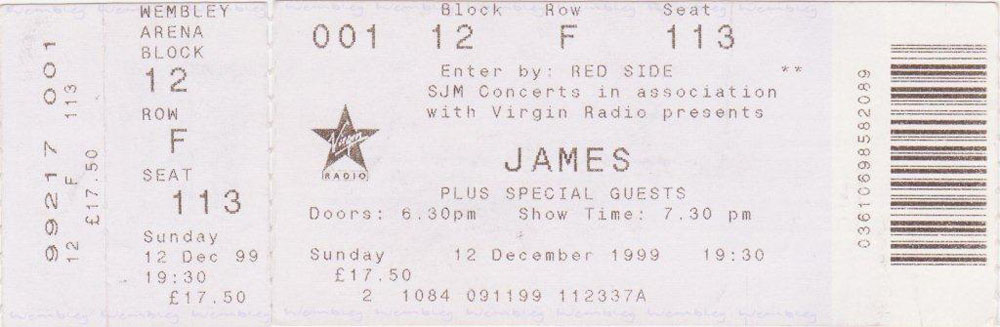 99217 001
12 F 113
£17.50
WEMBLEY
ARENA
BLOCK
12
ROW
F
SEAT
113
Sunday
12 Dec 99
19:30
£17.50
Block Row Seat
001 12 F 113
Enter by: RED SIDE **
SJM Concerts in association
with Virgin Radio presents
Virgin
RADIO
JAMES
PLUS SPECIAL GUESTS
Doors: 6.30pm Show Time: 7.30 pm
Sunday 12 December 1999 19:30
£17.50
2 1084 091199 112337A
03610698582089